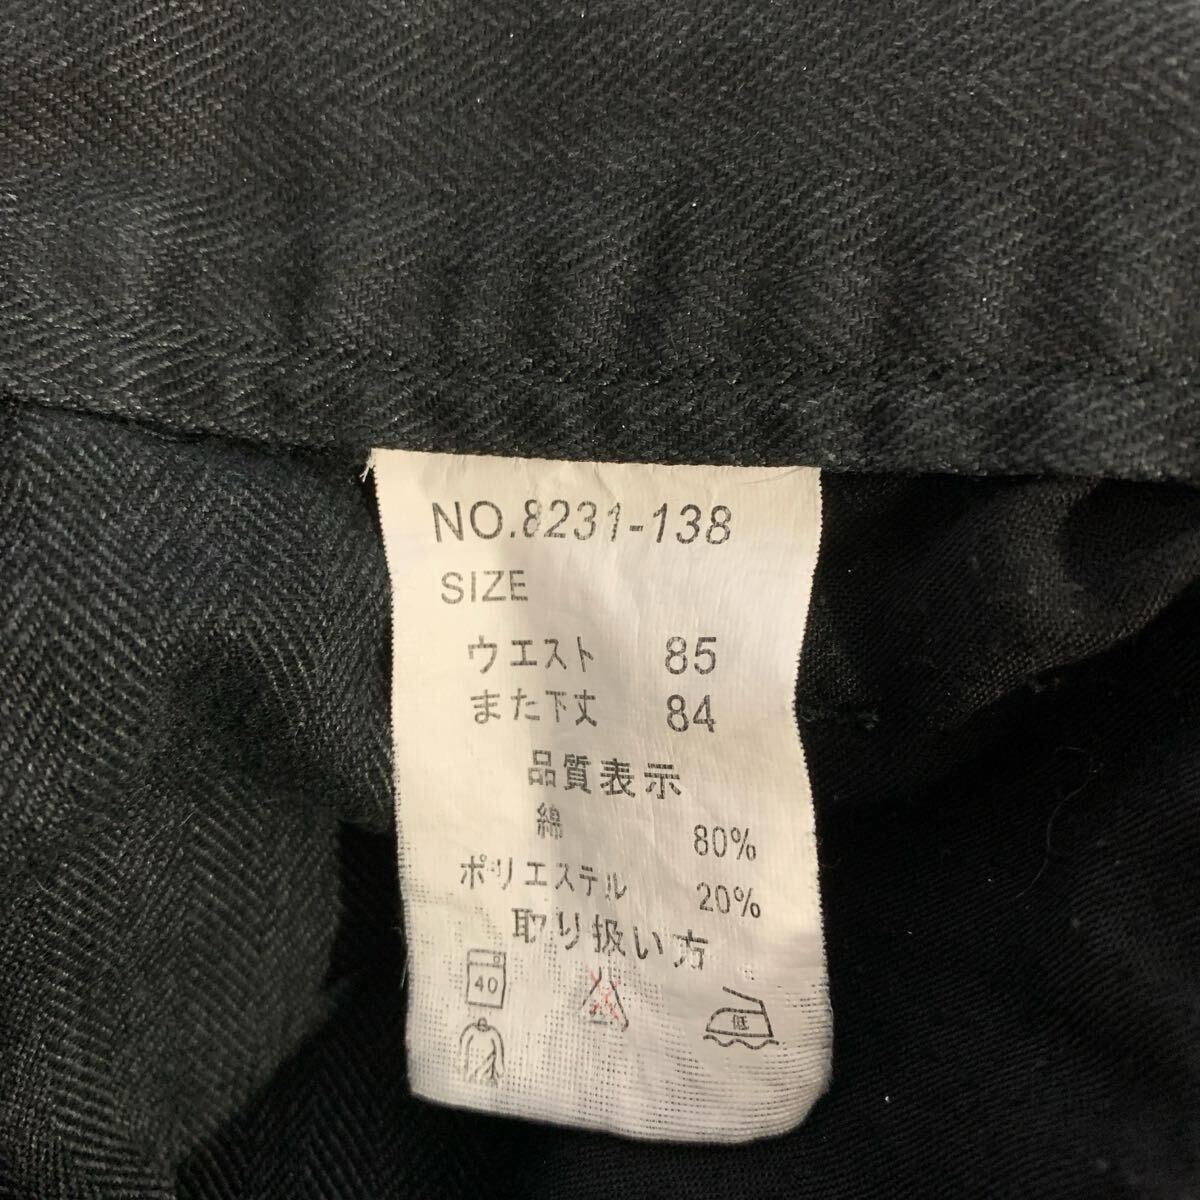 NO.8231-138
SIZE
ウエスト 85
また下丈 84
品質表示
綿 80%
ポリエステル 20%
取り扱い方
40
低